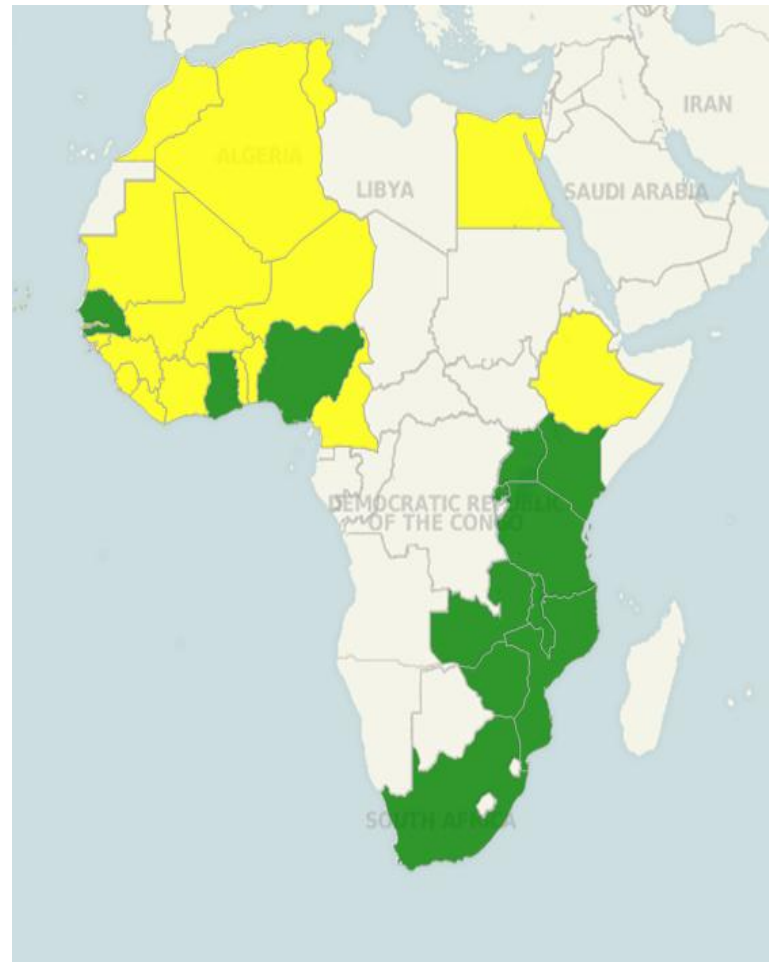 IRAN
ALGERIA
LIBYA
SAUDI ARABIA
DEMOCRATIC REPUBLIC
OF THE CONGO
SOUTH AFRICA